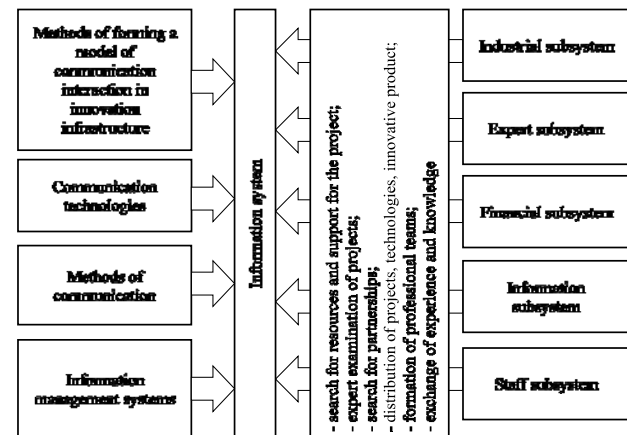 Methods of forming a
model of
communication
interaction in
innovation
infrastructure
Communication
technologies
Methods of
communication
Information
management systems
Information system
- search for resources and support for the project;
- expert examination of projects;
- search for partnerships;
- distribution of projects, technologies, innovative product;
- formation of professional teams;
- exchange of experience and knowledge
Industrial subsystem
Expert subsystem
Financial subsystem
Information
subsystem
Staff subsystem